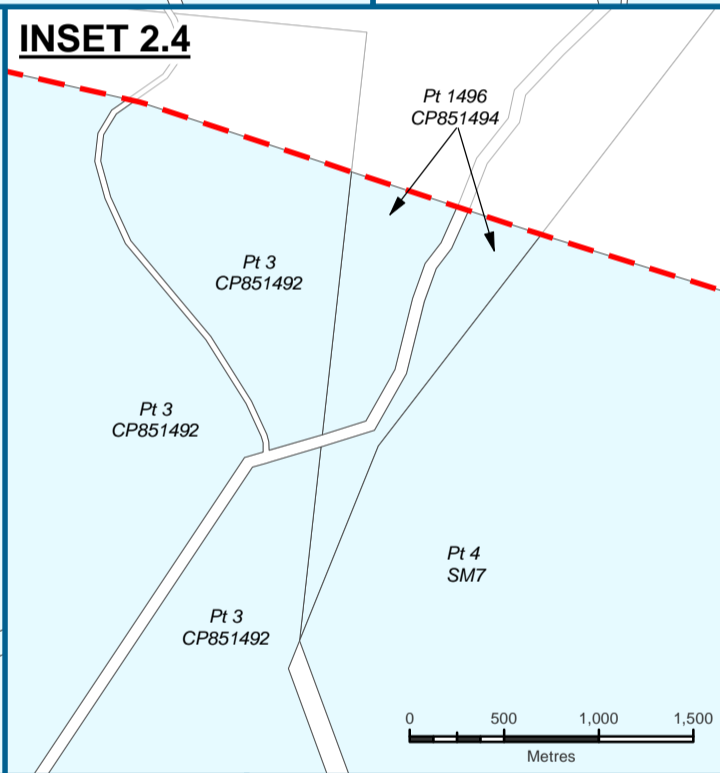 INSET 2.4
Pt 1496
CP851494
Pt 3
CP851492
Pt 3
CP851492
Pt 4
SM7
Pt 3
CP851492
0 500 1,000 1,500
Metres